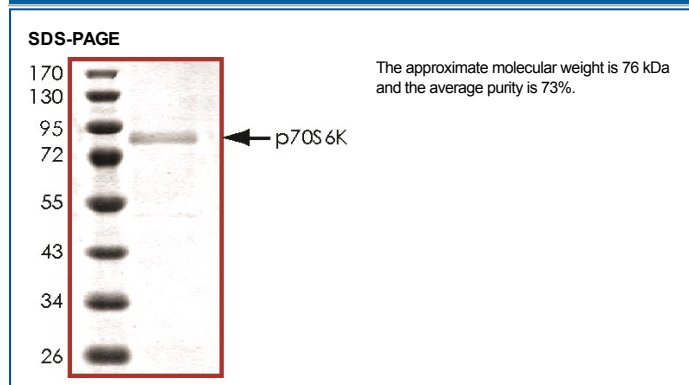 SDS-PAGE
The approximate molecular weight is 76 kDa
and the average purity is 73%.
170
130
95
72
p70S6K
55
43
34
26